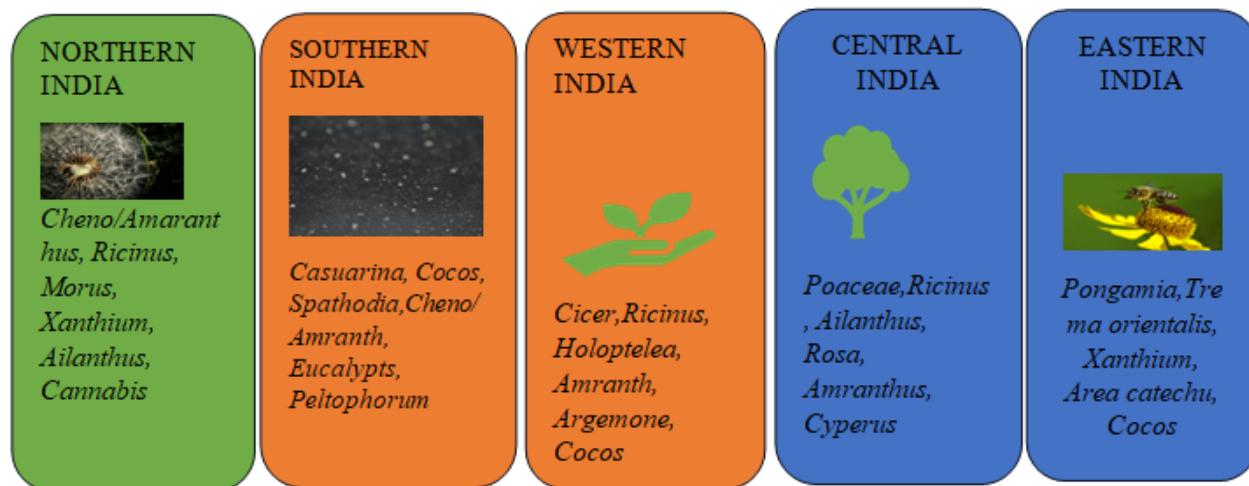 NORTHERN
INDIA
Cheno/Amarant
hus, Ricinus,
Morus,
Xanthium,
Ailanthus,
Cannabis
SOUTHERN
INDIA
Casuarina, Cocos,
Spathodia,Cheno/
Amranth,
Eucalypts,
Peltophorum
WESTERN
INDIA
Cicer,Ricinus,
Holoptelea,
Amranth,
Argemone,
Cocos
CENTRAL
INDIA
Poaceae,Ricinus
, Ailanthus,
Rosa,
Amranthus,
Cyperus
EASTERN
INDIA
Pongamia,Tre
ma orientalis,
Xanthium,
Area catechu,
Cocos